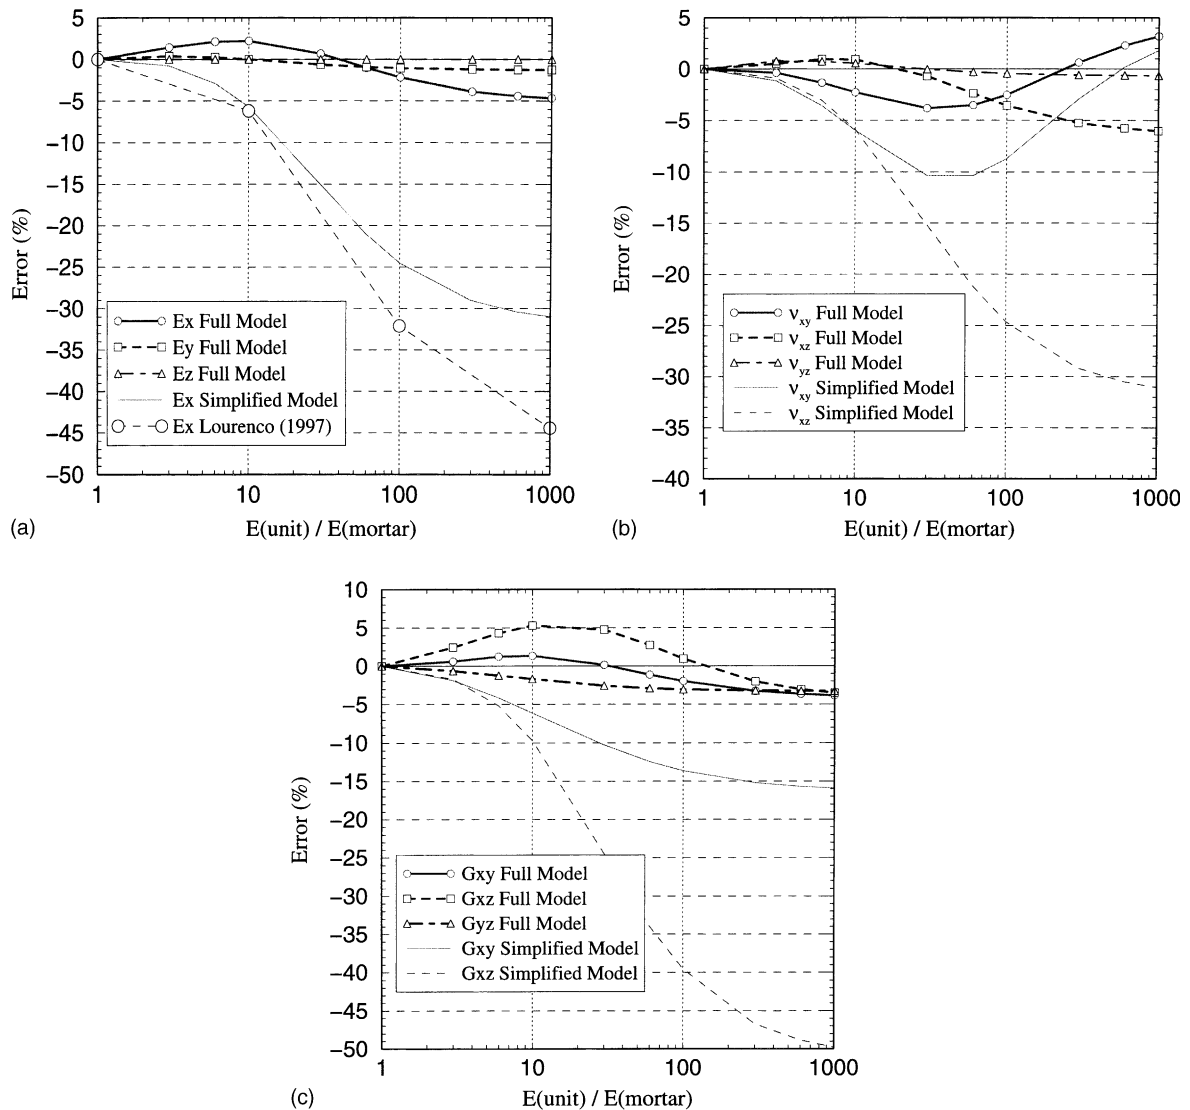 5
0
−5
−10
−15
−20
−25
−30
−35
−40
−45
−50
Error (%)
Ex Full Model
Ey Full Model
Ez Full Model
Ex Simplified Model
Ex Lourenco (1997)
1 10 100 1000
(a) E(unit) / E(mortar)
5
0
−5
−10
−15
−20
−25
−30
−35
−40
Error (%)
νxy Full Model
νxz Full Model
νyz Full Model
νxy Simplified Model
νxz Simplified Model
1 10 100 1000
(b) E(unit) / E(mortar)
10
5
0
−5
−10
−15
−20
−25
−30
−35
−40
−45
−50
Error (%)
Gxy Full Model
Gxz Full Model
Gyz Full Model
Gxy Simplified Model
Gxz Simplified Model
1 10 100 1000
(c) E(unit) / E(mortar)